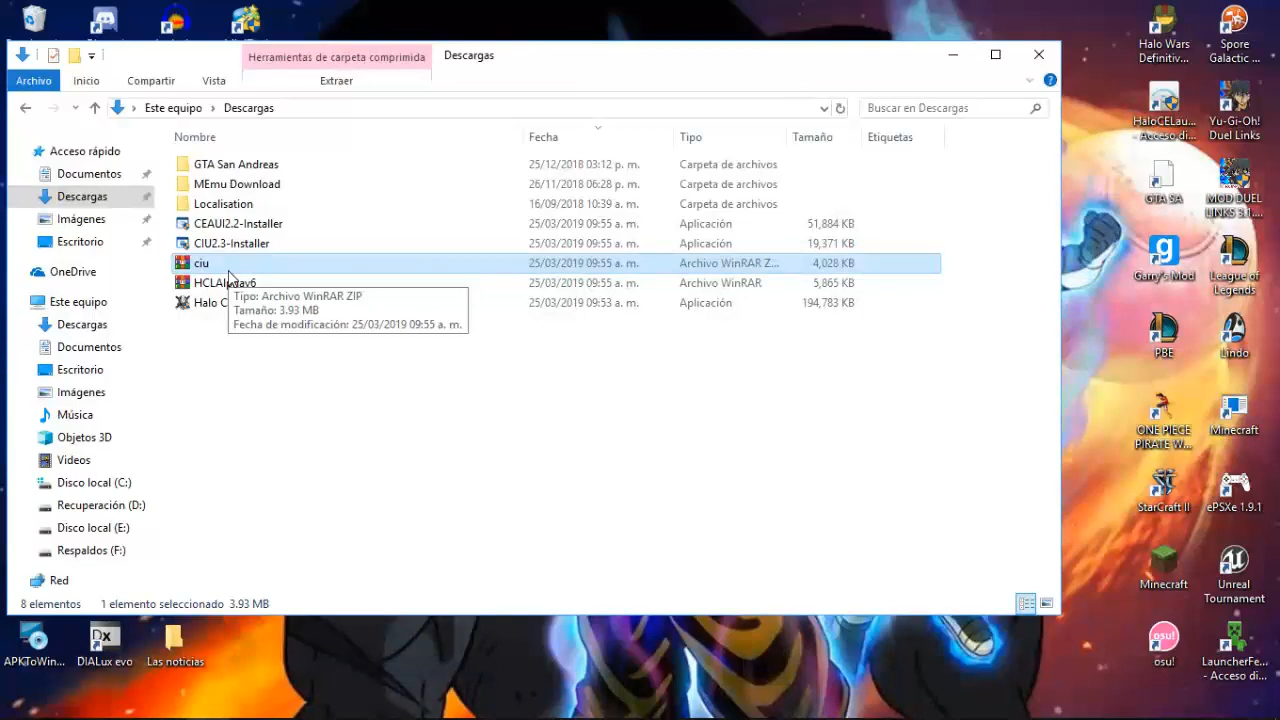 Herramientas de carpeta comprimida
Descargas
Archivo
Inicio
Compartir
Vista
Extraer
Este equipo
Descargas
Buscar en Descargas
Nombre
Fecha
Tipo
Tamaño
Etiquetas
GTA San Andreas 25/12/2018 03:12 p. m. Carpeta de archivos
MEmu Download 26/11/2018 06:28 p. m. Carpeta de archivos
Localisation 16/09/2018 10:39 a. m. Carpeta de archivos
CEAUI2.2-Installer 25/03/2019 09:55 a. m. Aplicación 51,884 KB
CIU2.3-Installer 25/03/2019 09:55 a. m. Aplicación 19,371 KB
ciu 25/03/2019 09:55 a. m. Archivo WinRAR Z... 4,028 KB
25/03/2019 09:55 a. m. Archivo WinRAR 5,865 KB
Halo C 25/03/2019 09:53 a. m. Aplicación 194,783 KB
Tipo: Archivo WinRAR ZIP
Tamaño: 3.93 MB
Fecha de modificación: 25/03/2019 09:55 a. m.
Acceso rápido
Documentos
Descargas
Imágenes
Escritorio
OneDrive
Este equipo
Descargas
Documentos
Escritorio
Imágenes
Música
Objetos 3D
Videos
Disco local (C:)
Recuperación (D:)
Disco local (E:)
Respaldos (F:)
Red
8 elementos
1 elemento seleccionado 3.93 MB
Halo Wars
Definitiv...
Spore
Galactic ...
HaloCELau...
- Acceso di...
Yu-Gi-Oh!
Duel Links
GTA SA
MOD DUEL
LINKS 3.1....
Garry's Mod
League of
Legends
PBE
Lindo
ONE PIECE
PIRATE W...
Minecraft
StarCraft II
ePSXe 1.9.1
Minecraft
Unreal
Tournament
osu!
osu!
LauncherFe...
- Acceso di...
APKToWin...
Dx
DIALux evo
Las noticias